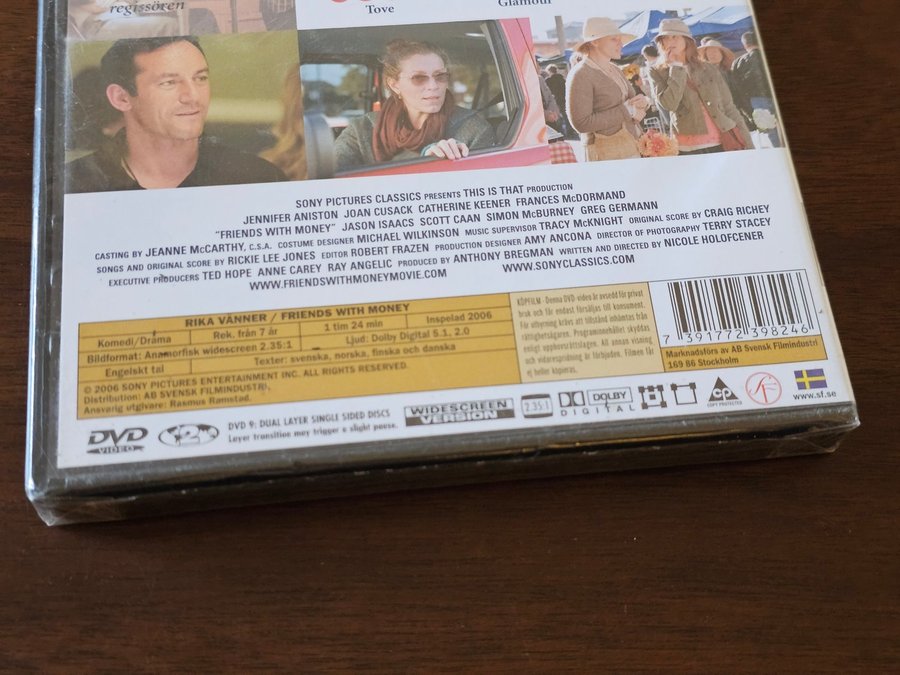 regissören
Tove
Glamour
SONY PICTURES CLASSICS PRESENTS THIS IS THAT PRODUCTION
JENNIFER ANISTON JOAN CUSACK CATHERINE KEENER FRANCES McDORMAND
"FRIENDS WITH MONEY" JASON ISAACS SCOTT CAAN SIMON McBURNEY GREG GERMANN
CASTING BY JEANNE McCARTHY, C.S.A. COSTUME DESIGNER MICHAEL WILKINSON MUSIC SUPERVISOR TRACY McKNIGHT ORIGINAL SCORE BY CRAIG RICHEY
SONGS AND ORIGINAL SCORE BY RICKIE LEE JONES EDITOR ROBERT FRAZEN PRODUCTION DESIGNER AMY ANCONA DIRECTOR OF PHOTOGRAPHY TERRY STACEY
EXECUTIVE PRODUCERS TED HOPE ANNE CAREY RAY ANGELIC PRODUCED BY ANTHONY BREGMAN WRITTEN AND DIRECTED BY NICOLE HOLOFCENER
WWW.FRIENDSWITHMONEYMOVIE.COM WWW.SONYCLASSICS.COM
RIKA VÄNNER / FRIENDS WITH MONEY
Komedi/Drama Rek. från 7 år 1 tim 24 min Inspelad 2006
Bildformat: Anamorfisk widescreen 2.35:1 Ljud: Dolby Digital 5.1, 2.0
Engelskt tal Texter: svenska, norska, finska och danska
© 2006 SONY PICTURES ENTERTAINMENT INC. ALL RIGHTS RESERVED.
Distribution: AB SVENSK FILMINDUSTRI.
Ansvarig utgivare: Rasmus Ramstad.
KÖPFILM - Denna DVD-video är avsedd för privat
bruk och får endast försäljas till konsument.
För uthyrning krävs att tillstånd inhämtas från
rättighetsägaren. Programinnehållet skyddas
enligt upphovsrättslagen. All annan visning
och vidarespridning är förbjuden. Filmen får
ej heller kopieras.
7 391772 398246
Marknadsförs av AB Svensk Filmindustri
169 86 Stockholm
DVD VIDEO
2
DVD 9: DUAL LAYER SINGLE SIDED DISCS
Layer transition may trigger a slight pause.
WIDESCREEN VERSION
2.35:1
DOLBY DIGITAL
CP
COPY PROTECTED
SF
www.sf.se